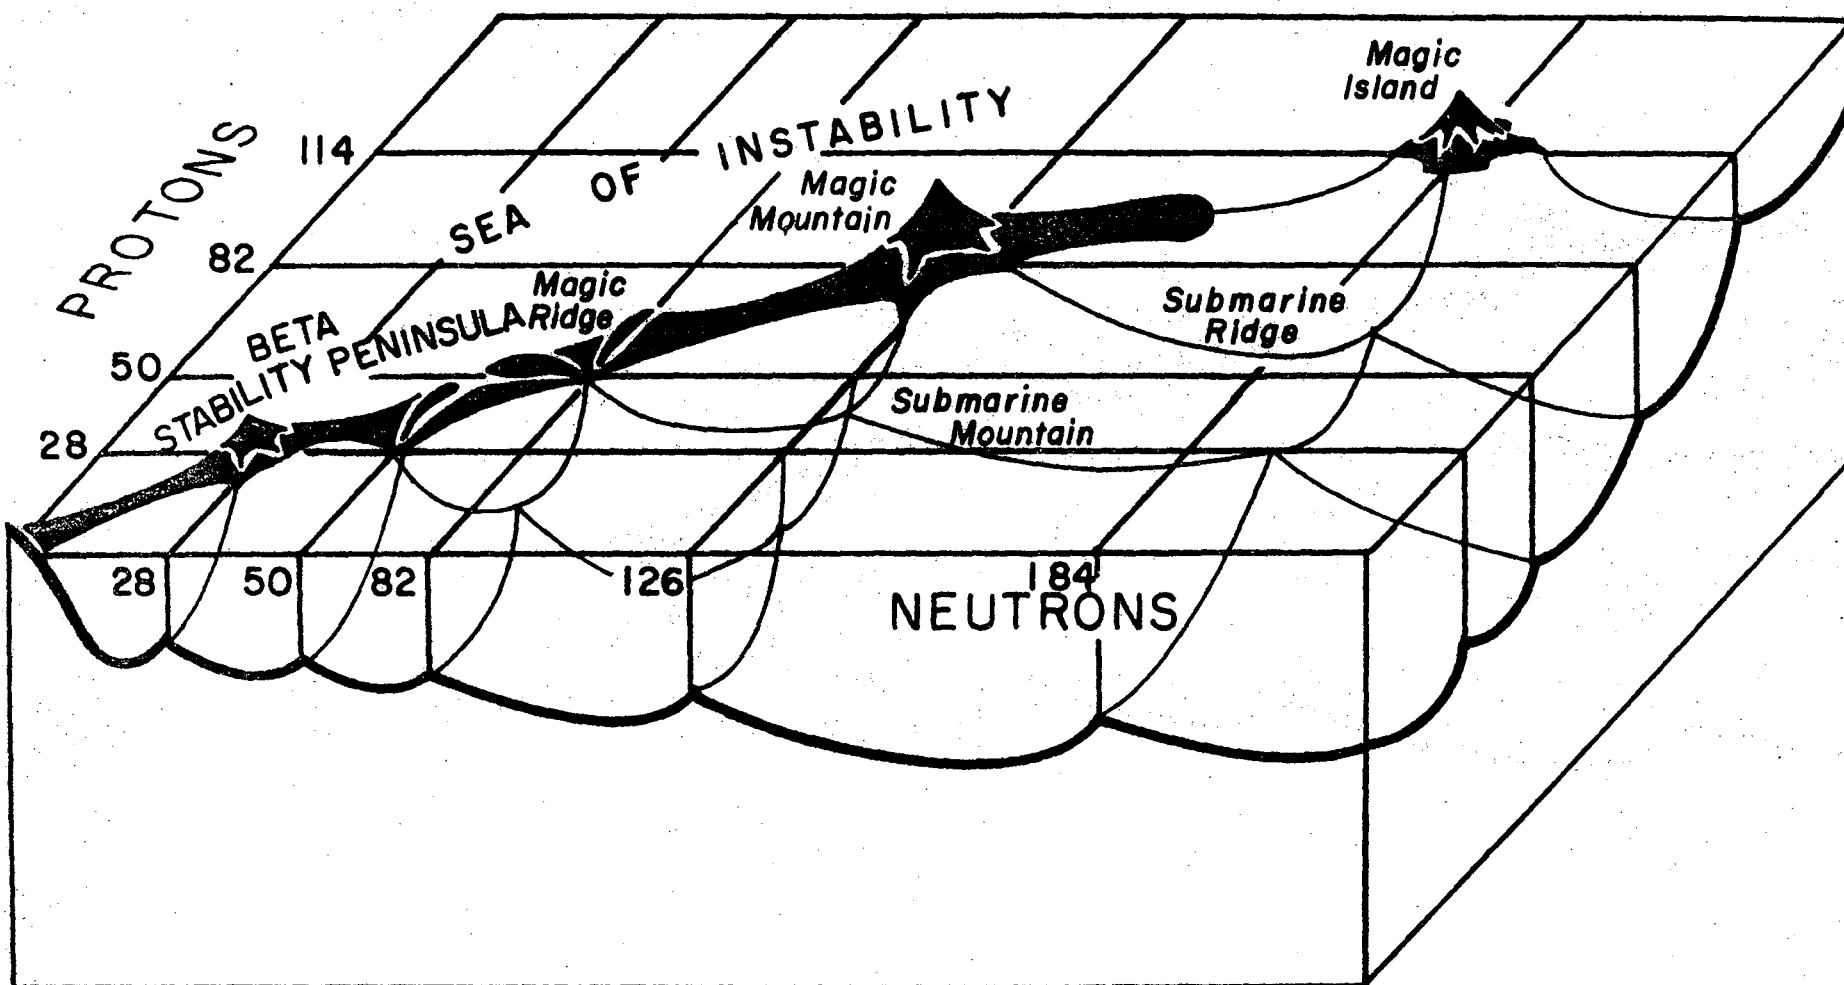 Magic
Island
PROTONS
114
SEA OF INSTABILITY
Magic
Mountain
82
Magic
Ridge
Submarine
Ridge
BETA
STABILITY PENINSULA
50
Submarine
Mountain
28
28
50
82
126
184
NEUTRONS